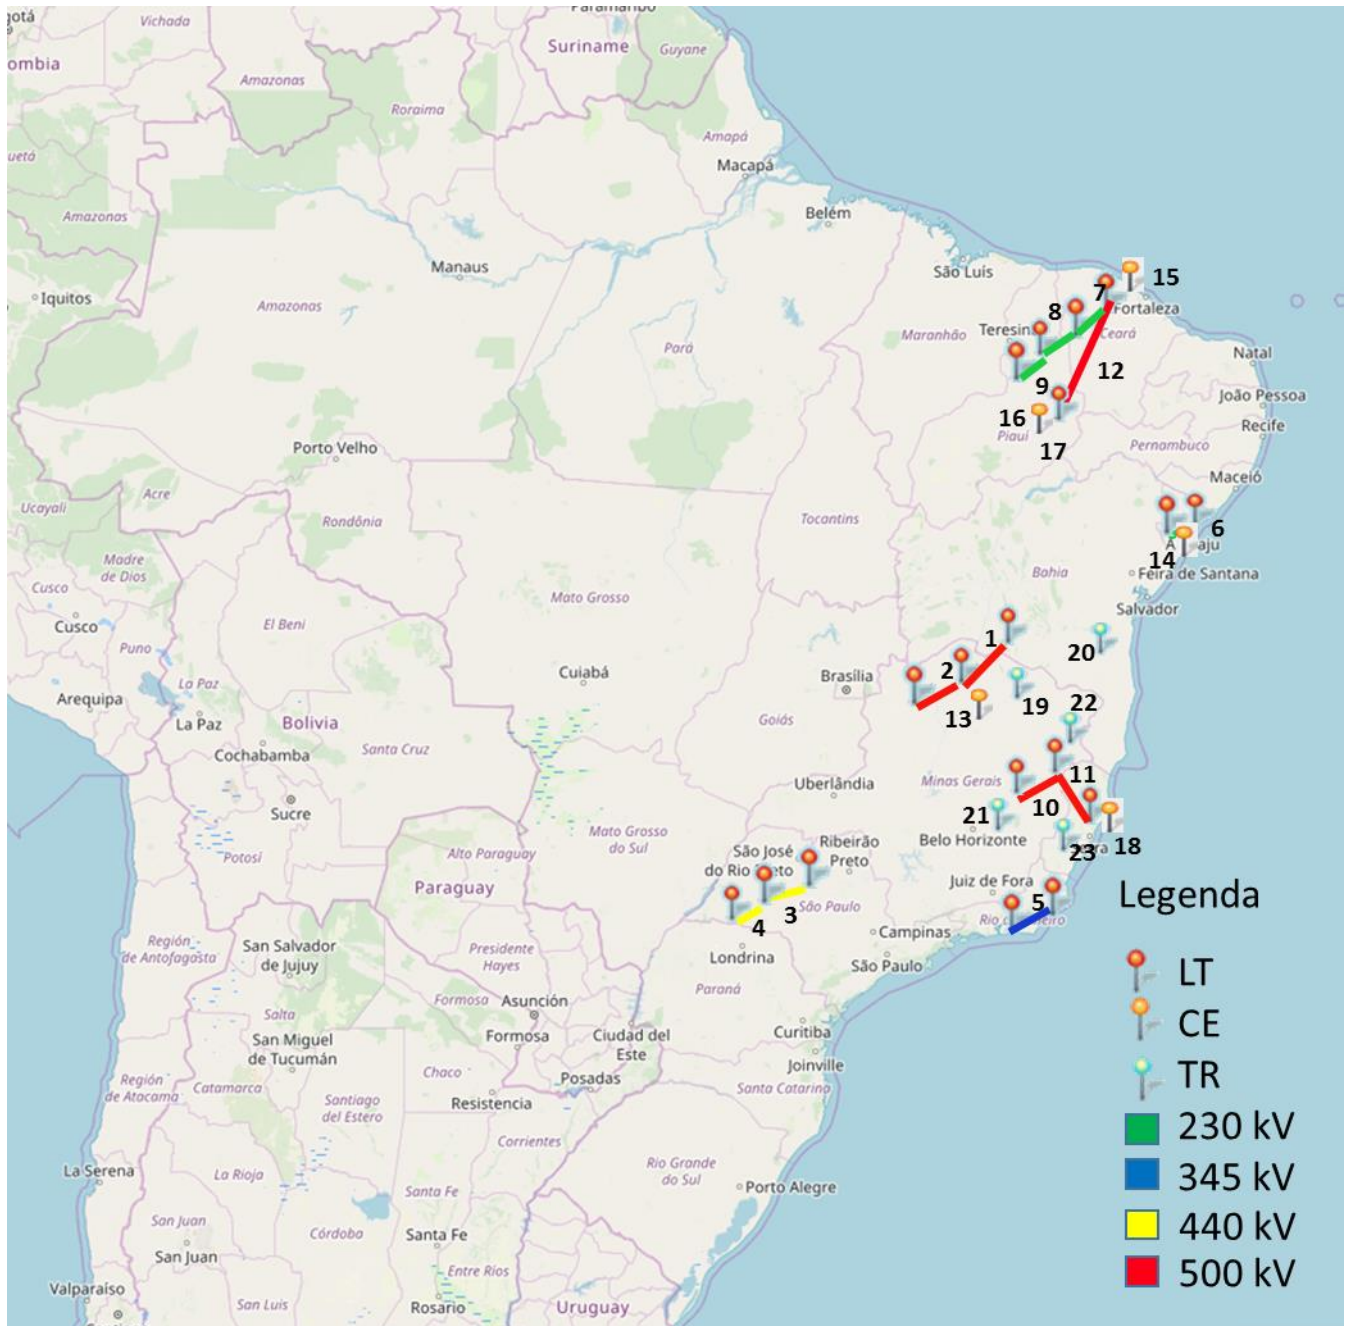 Paramaribo
Vichada
Suriname
Guyane
ombia
Amazonas
Roraima
Amapá
Macapá
Belém
Amazonas
Manaus
São Luís
15
Iquitos
Amazonas
7
Fortaleza
8
Maranhão
Teresin
Ceará
Pará
Natal
12
9
João Pessoa
16
Piauí
Recife
17
Porto Velho
Pernambuco
Maceió
Acre
Ucayali
Rondônia
Tocantins
6
A aju
14
Madre
de Dios
Bahia
Feira de Santana
Cusco
Mato Grosso
Salvador
Cusco
El Beni
1
Puno
20
2
Cuiabá
Brasília
La Paz
Arequipa
19
22
La Paz
Bolivia
13
Goiás
Santa Cruz
Cochabamba
11
Uberlândia
Minas Gerais
10
Sucre
21
Mato Grosso
do Sul
Belo Horizonte
18
23
Ribeirão
Preto
São José
do Rio Preto
Potosí
Alto Paraguay
Paraguay
Juiz de Fora
Legenda
5
3
São Paulo
4
Campinas
Región
de Antofagasta
San Salvador
de Jujuy
Presidente
Hayes
Londrina
São Paulo
LT
Paraná
Formosa
Asunción
Salta
CE
Formosa
Ciudad del
Este
Curitiba
San Miguel
de Tucumán
Joinville
TR
Región
de Atacama
Catamarca
Chaco
Posadas
Santa Catarina
Santiago
del Estero
Resistencia
230 kV
Corrientes
La Serena
La Rioja
Rio Grande
do Sul
345 kV
Santa Fe
Porto Alegre
San Juan
Córdoba
Santa Fe
440 kV
San Juan
Entre Rios
500 kV
Valparaíso
San Luis
Rosario
Uruguay